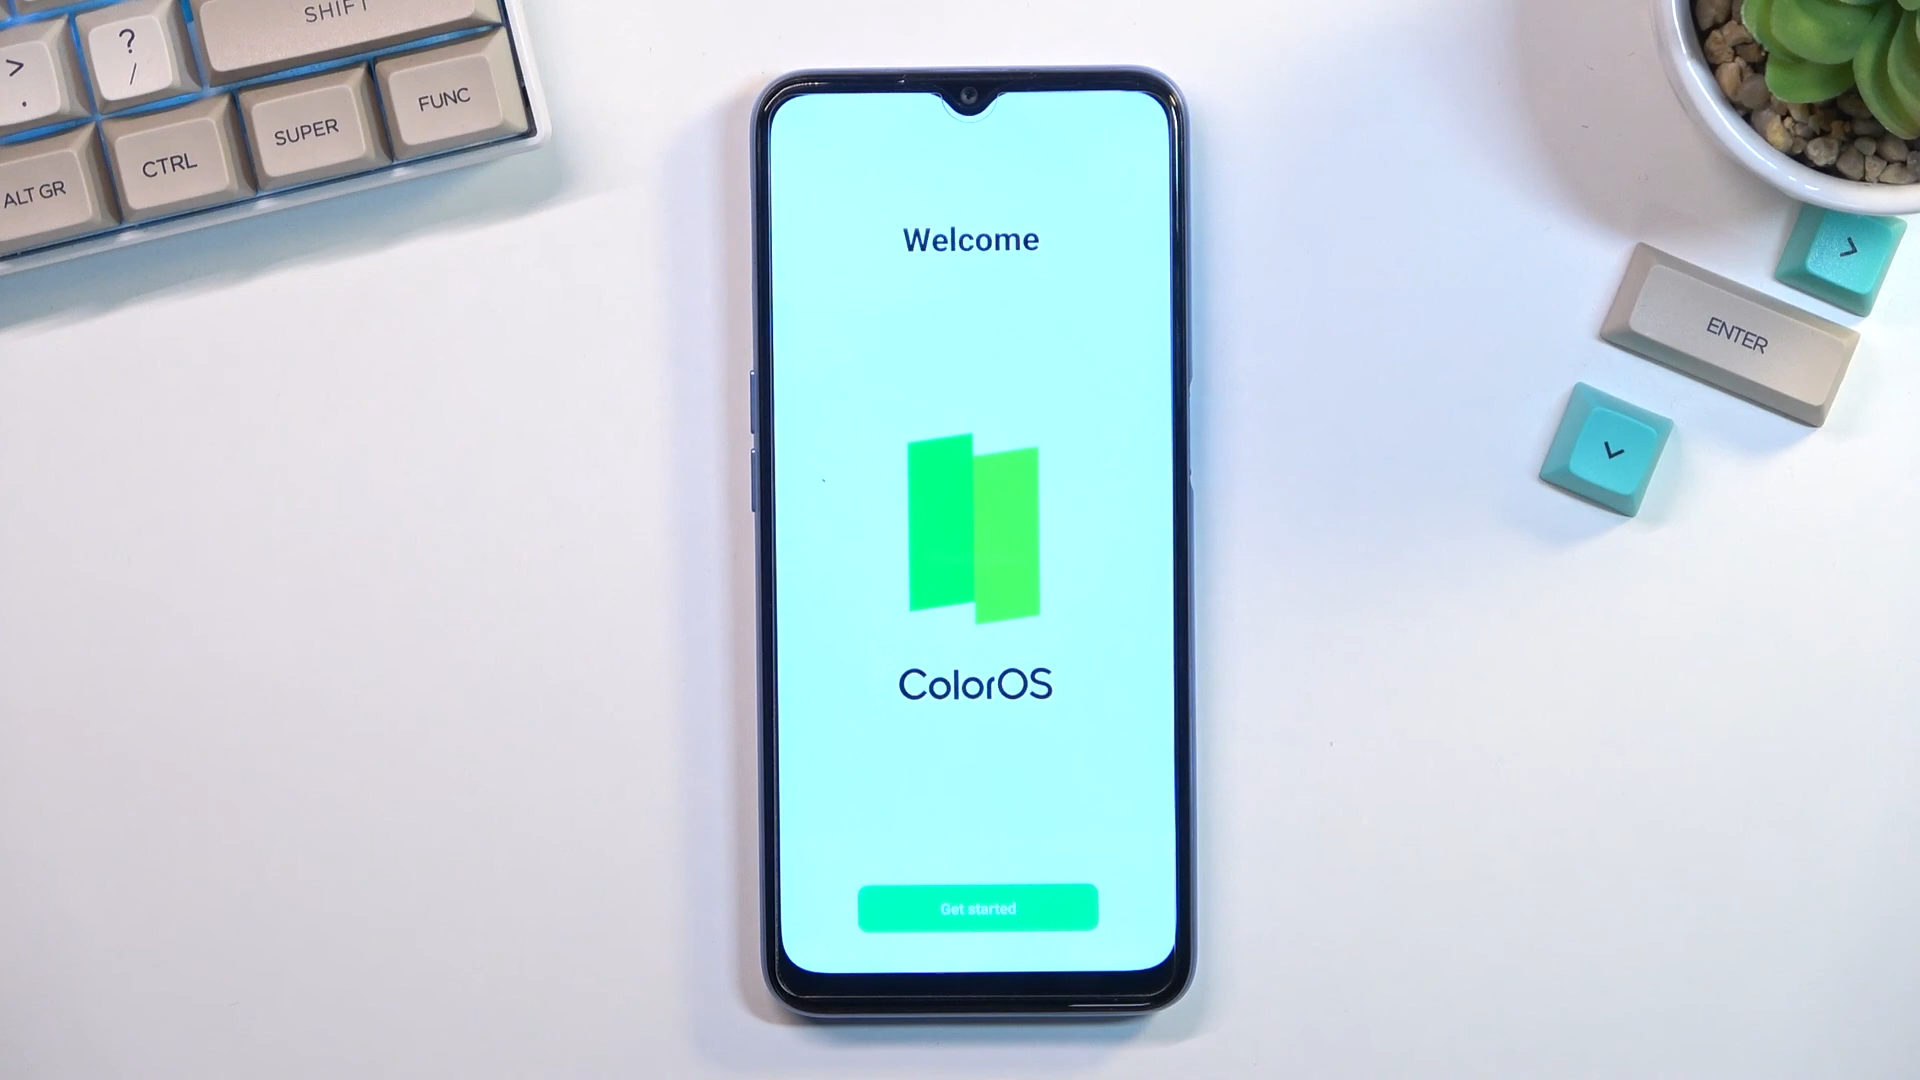 SHIFT
? /
> .
FUNC
SUPER
CTRL
ALT GR
Welcome
ColorOS
Get started
>
ENTER